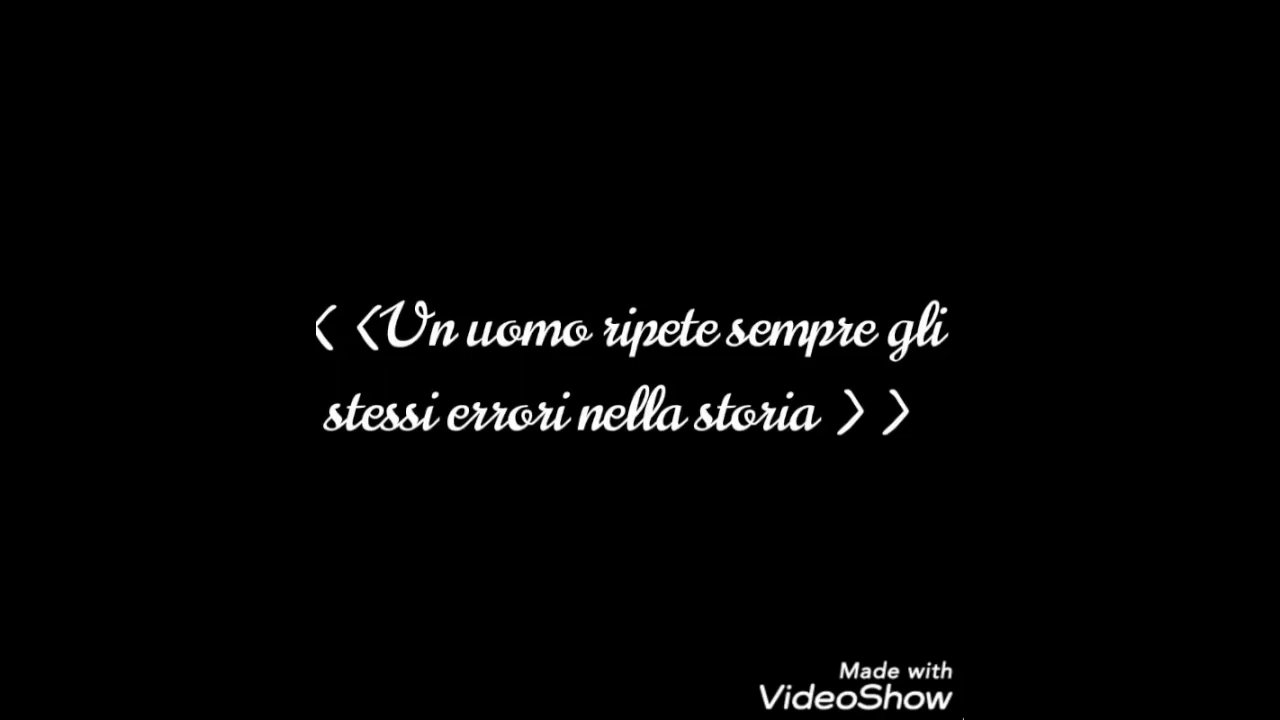 < <Un uomo ripete sempre gli
stessi errori nella storia > >
Made with
VideoShow